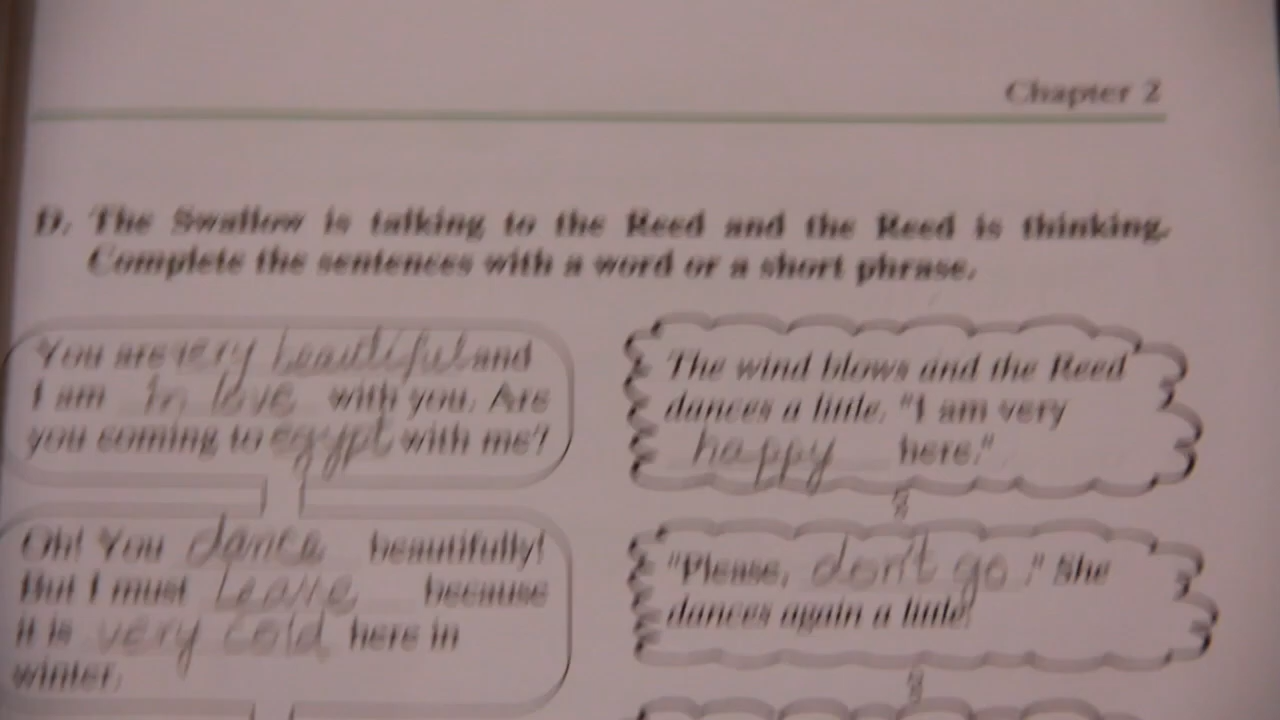 Chapter 2
D. The Swallow is talking to the Reed and the Reed is thinking.
Complete the sentences with a word or a short phrase.
You are very beautiful and
I am in love with you. Are
you coming to egypt with me?
Oh! You dance beautifully!
But I must Leave because
it is very cold here in
winter.
The wind blows and the Reed
dances a little. "I am very
happy here."
"Please, don't go." She
dances again a little.